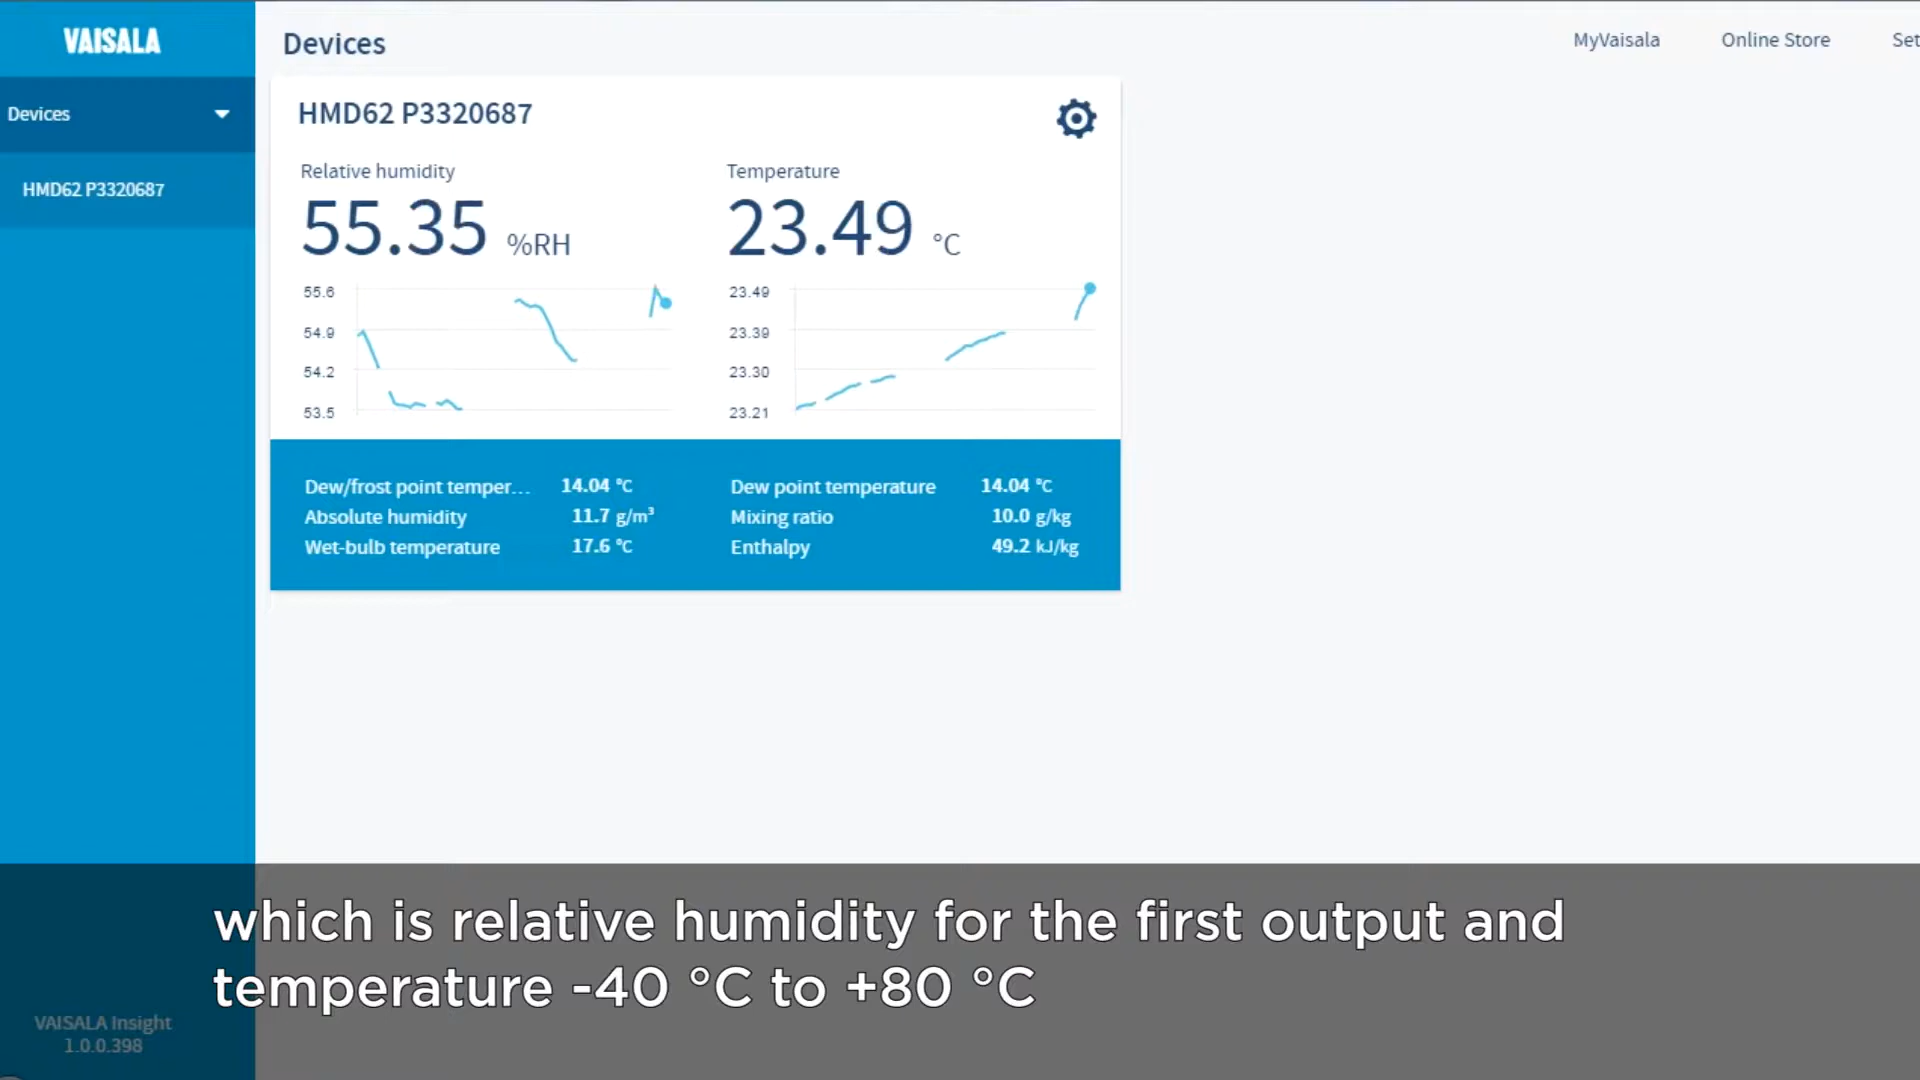 VAISALA
Devices
MyVaisala
Online Store
Set
Devices
HMD62 P3320687
HMD62 P3320687
Relative humidity
55.35 %RH
55.6
54.9
54.2
53.5
Temperature
23.49 °C
23.49
23.39
23.30
23.21
Dew/frost point temper... 14.04 °C
Absolute humidity 11.7 g/m³
Wet-bulb temperature 17.6 °C
Dew point temperature 14.04 °C
Mixing ratio 10.0 g/kg
Enthalpy 49.2 kJ/kg
which is relative humidity for the first output and
temperature -40 °C to +80 °C
VAISALA Insight
1.0.0.398